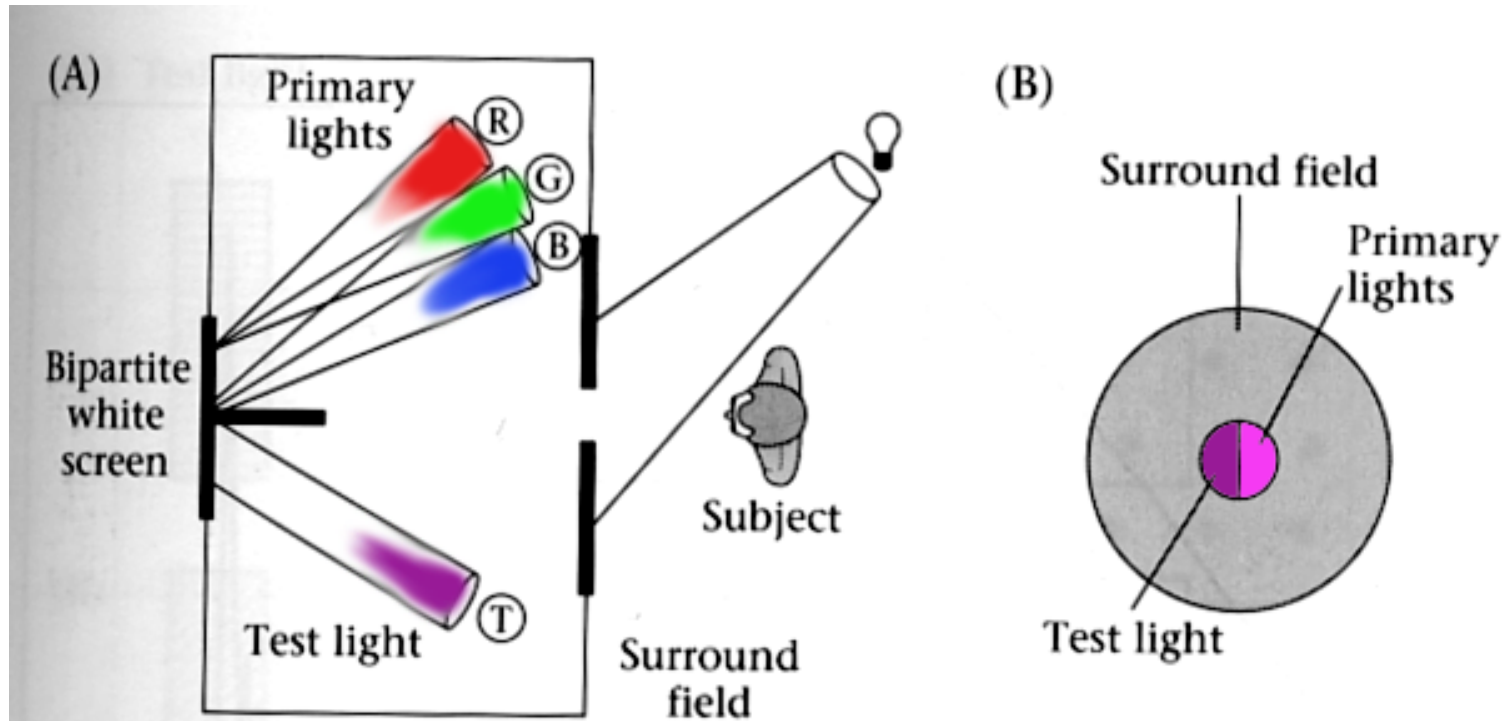 (A)
Primary
lights
R
G
B
Bipartite
white
screen
Subject
Test light
T
Surround
field
(B)
Surround field
Primary
lights
Test light